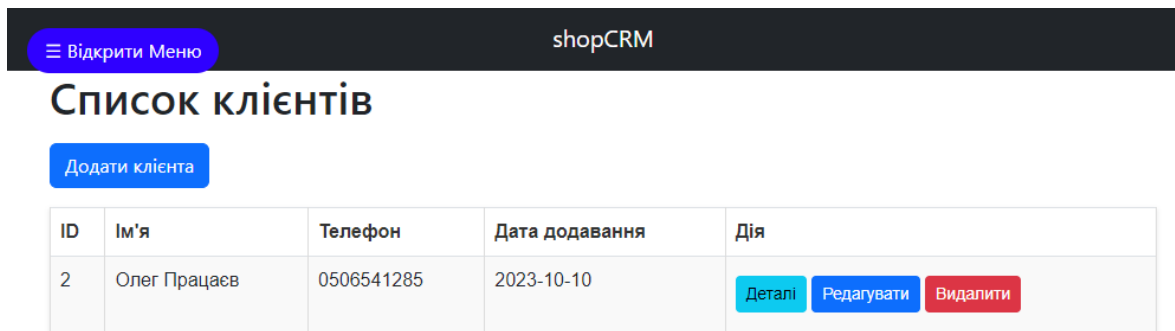 shopCRM
☰ Відкрити Меню
Список клієнтів
Додати клієнта
ID Ім'я Телефон Дата додавання Дія
2 Олег Працаєв 0506541285 2023-10-10 Деталі Редагувати Видалити